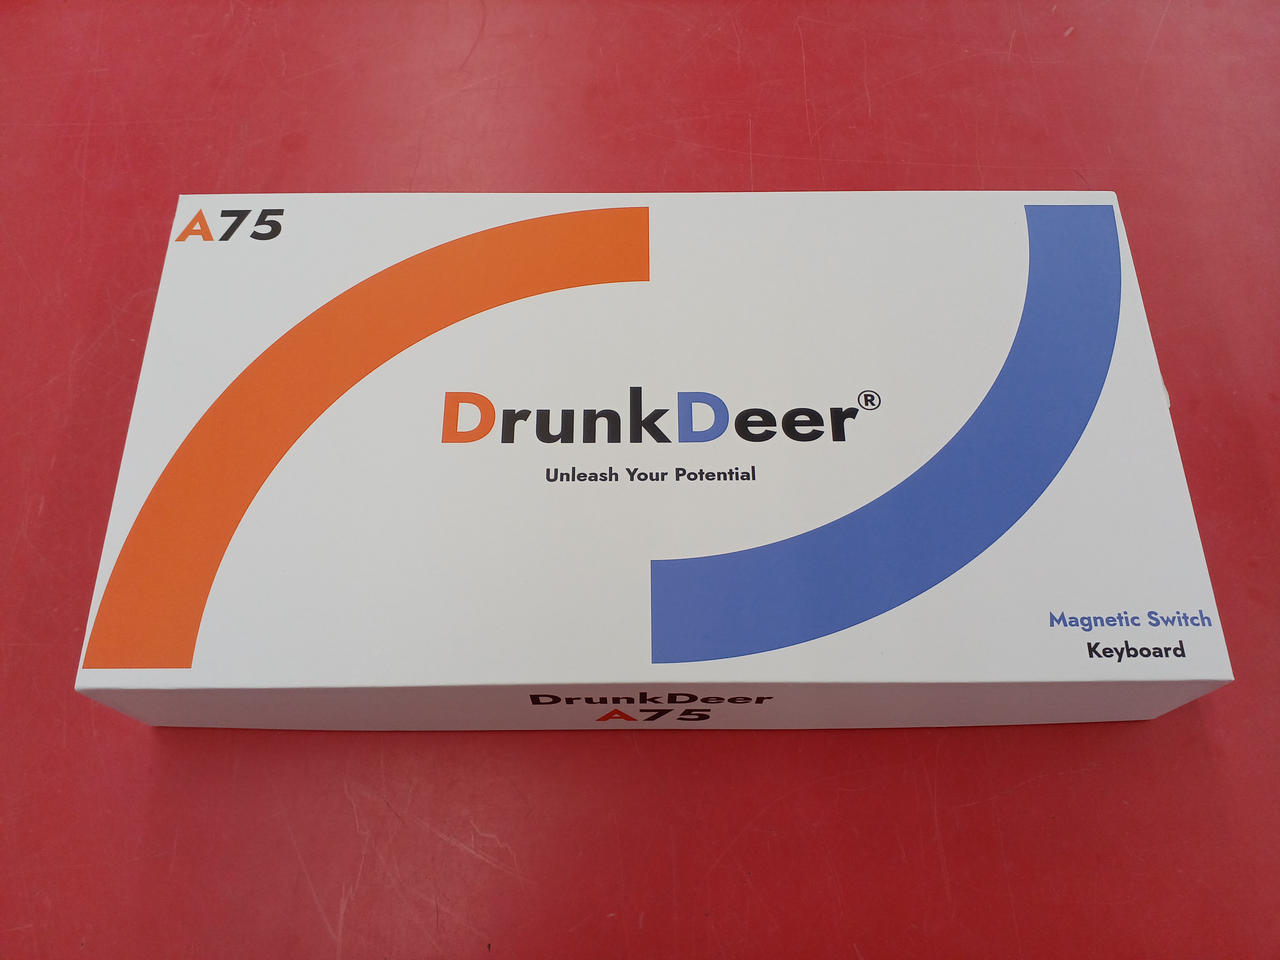 A75
DrunkDeer®
Unleash Your Potential
Magnetic Switch
Keyboard
DrunkDeer
A75